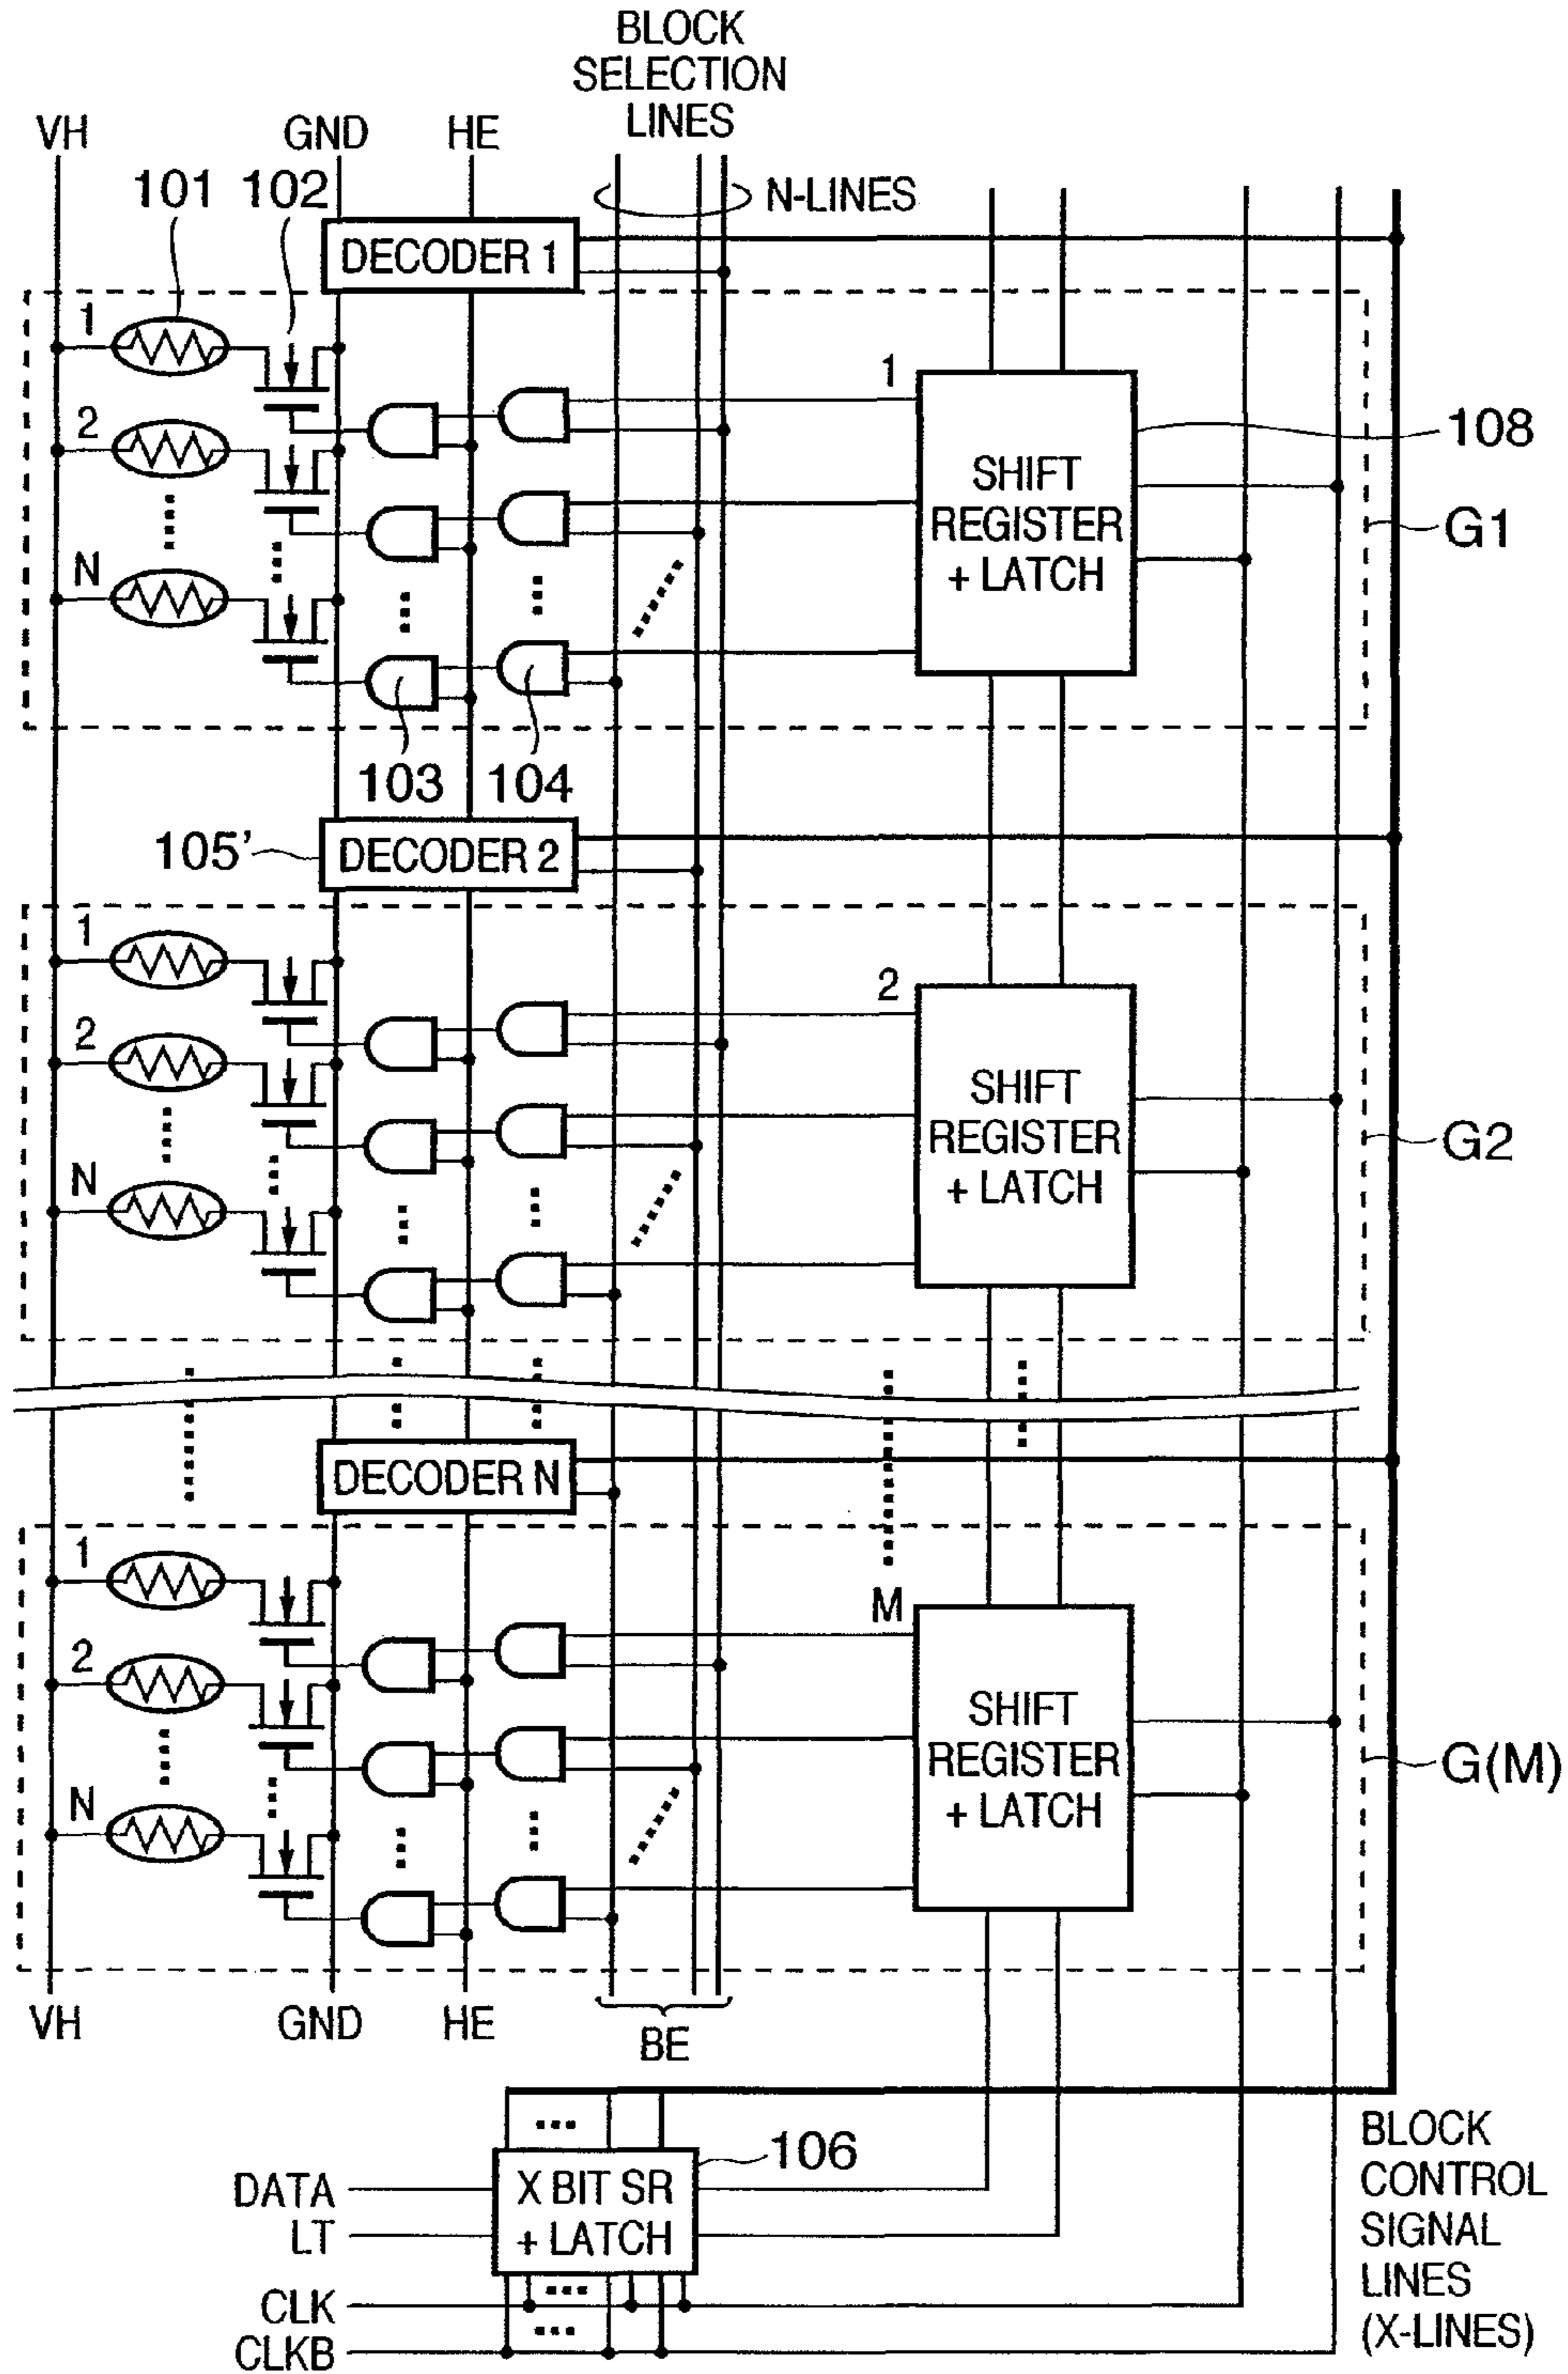 BLOCK
SELECTION
LINES
VH
GND
HE
101
102
N-LINES
DECODER 1
1
1
2
108
SHIFT
REGISTER
+ LATCH
G1
N
103
104
105'
DECODER 2
1
2
2
SHIFT
REGISTER
+ LATCH
G2
N
DECODER N
1
M
2
SHIFT
REGISTER
+ LATCH
G(M)
N
VH
GND
HE
BE
106
DATA
LT
X BIT SR
+ LATCH
CLK
CLKB
BLOCK
CONTROL
SIGNAL
LINES
(X-LINES)